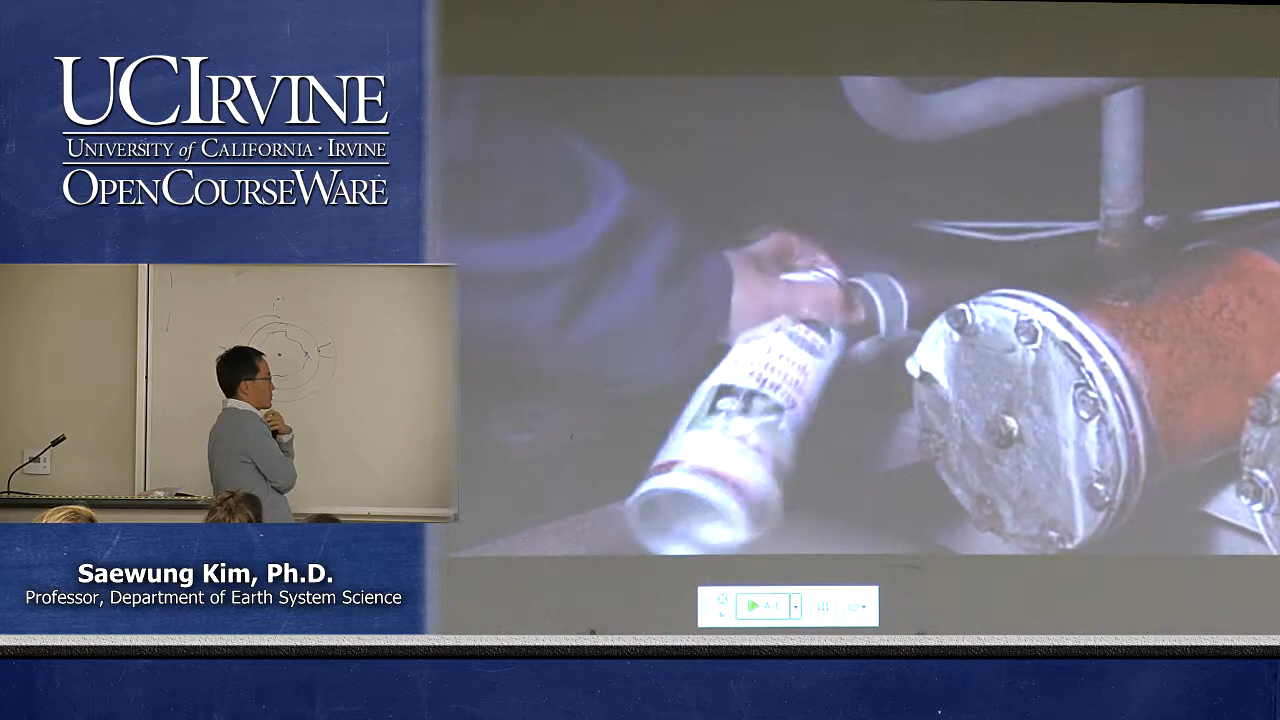 UCIRVINE
UNIVERSITY of CALIFORNIA · IRVINE
OPENCOURSEWARE
Saewung Kim, Ph.D.
Professor, Department of Earth System Science